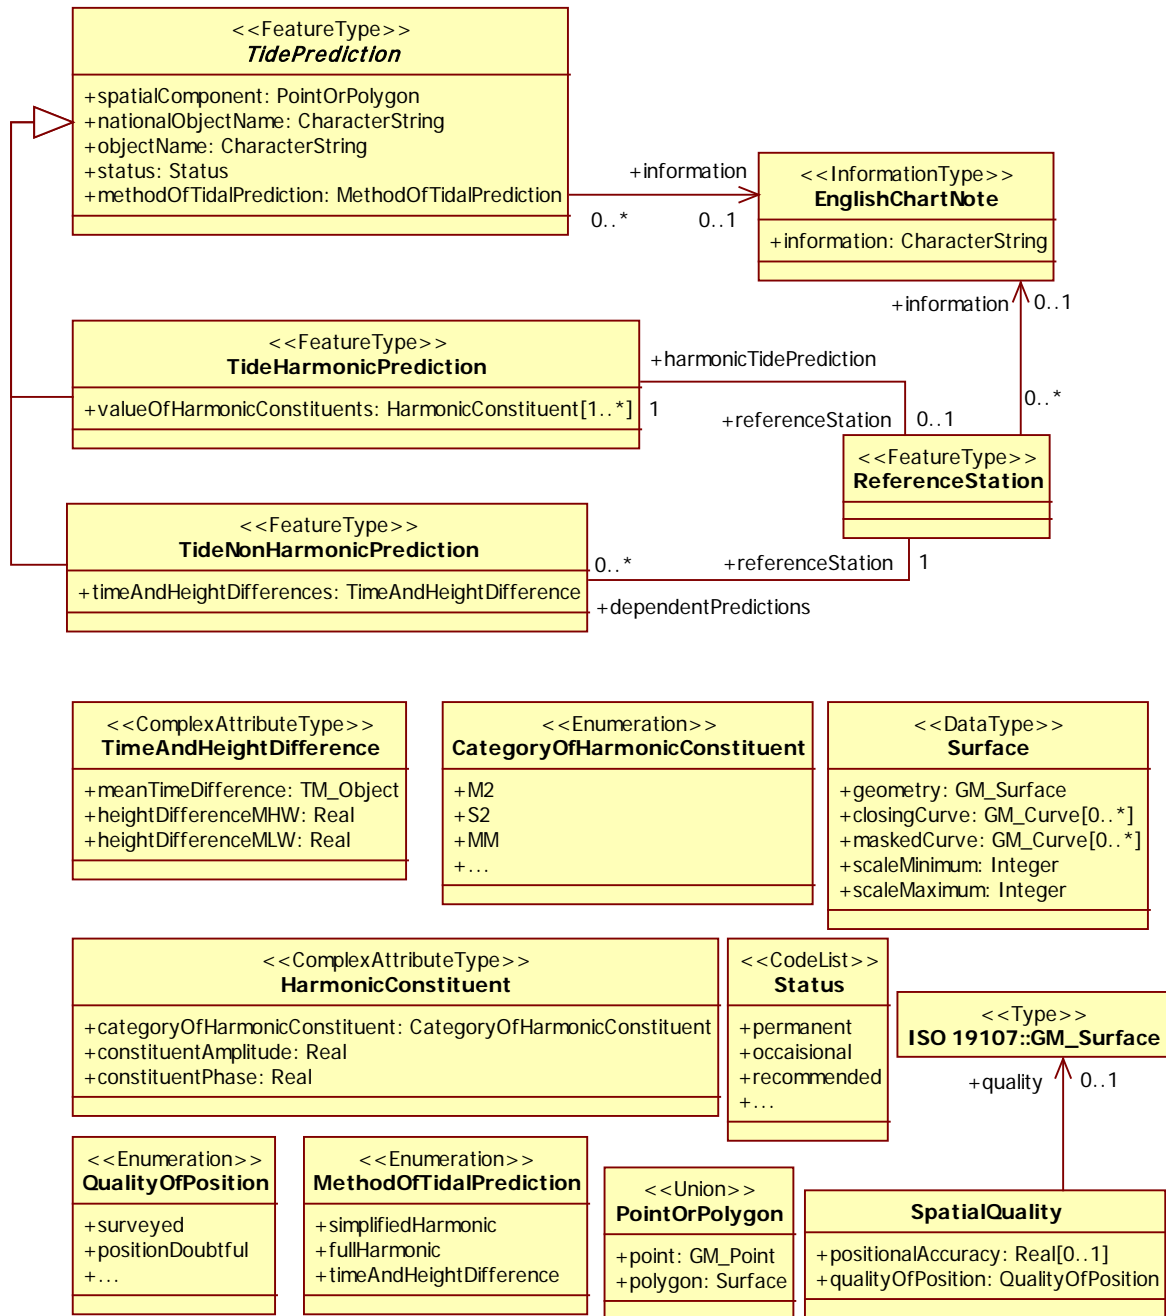 <<FeatureType>>
TidePrediction
+spatialComponent: PointOrPolygon
+nationalObjectName: CharacterString
+objectName: CharacterString
+status: Status
+methodOfTidalPrediction: MethodOfTidalPrediction
+information
0..*
0..1
<<InformationType>>
EnglishChartNote
+information: CharacterString
+information
0..1
0..*
<<FeatureType>>
TideHarmonicPrediction
+valueOfHarmonicConstituents: HarmonicConstituent[1..*]
+harmonicTidePrediction
1
+referenceStation
0..1
<<FeatureType>>
ReferenceStation
<<FeatureType>>
TideNonHarmonicPrediction
+timeAndHeightDifferences: TimeAndHeightDifference
0..*
+dependentPredictions
+referenceStation
1
<<ComplexAttributeType>>
TimeAndHeightDifference
+meanTimeDifference: TM_Object
+heightDifferenceMHW: Real
+heightDifferenceMLW: Real
<<Enumeration>>
CategoryOfHarmonicConstituent
+M2
+S2
+MM
+...
<<DataType>>
Surface
+geometry: GM_Surface
+closingCurve: GM_Curve[0..*]
+maskedCurve: GM_Curve[0..*]
+scaleMinimum: Integer
+scaleMaximum: Integer
<<ComplexAttributeType>>
HarmonicConstituent
+categoryOfHarmonicConstituent: CategoryOfHarmonicConstituent
+constituentAmplitude: Real
+constituentPhase: Real
<<CodeList>>
Status
+permanent
+occaisional
+recommended
+...
<<Type>>
ISO 19107::GM_Surface
+quality
0..1
<<Enumeration>>
QualityOfPosition
+surveyed
+positionDoubtful
+...
<<Enumeration>>
MethodOfTidalPrediction
+simplifiedHarmonic
+fullHarmonic
+timeAndHeightDifference
<<Union>>
PointOrPolygon
+point: GM_Point
+polygon: Surface
SpatialQuality
+positionalAccuracy: Real[0..1]
+qualityOfPosition: QualityOfPosition